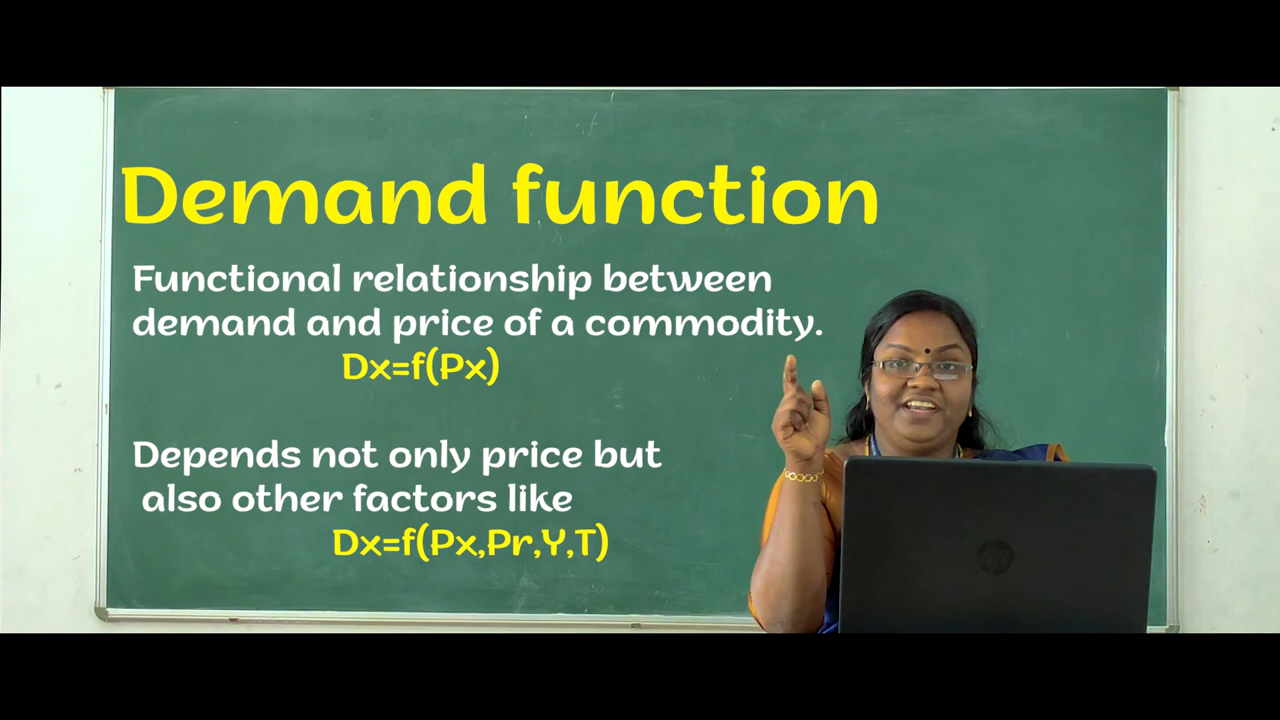 Demand function
Functional relationship between
demand and price of a commodity.
Dx=f(Px)
Depends not only price but
also other factors like
Dx=f(Px,Pr,Y,T)
hp